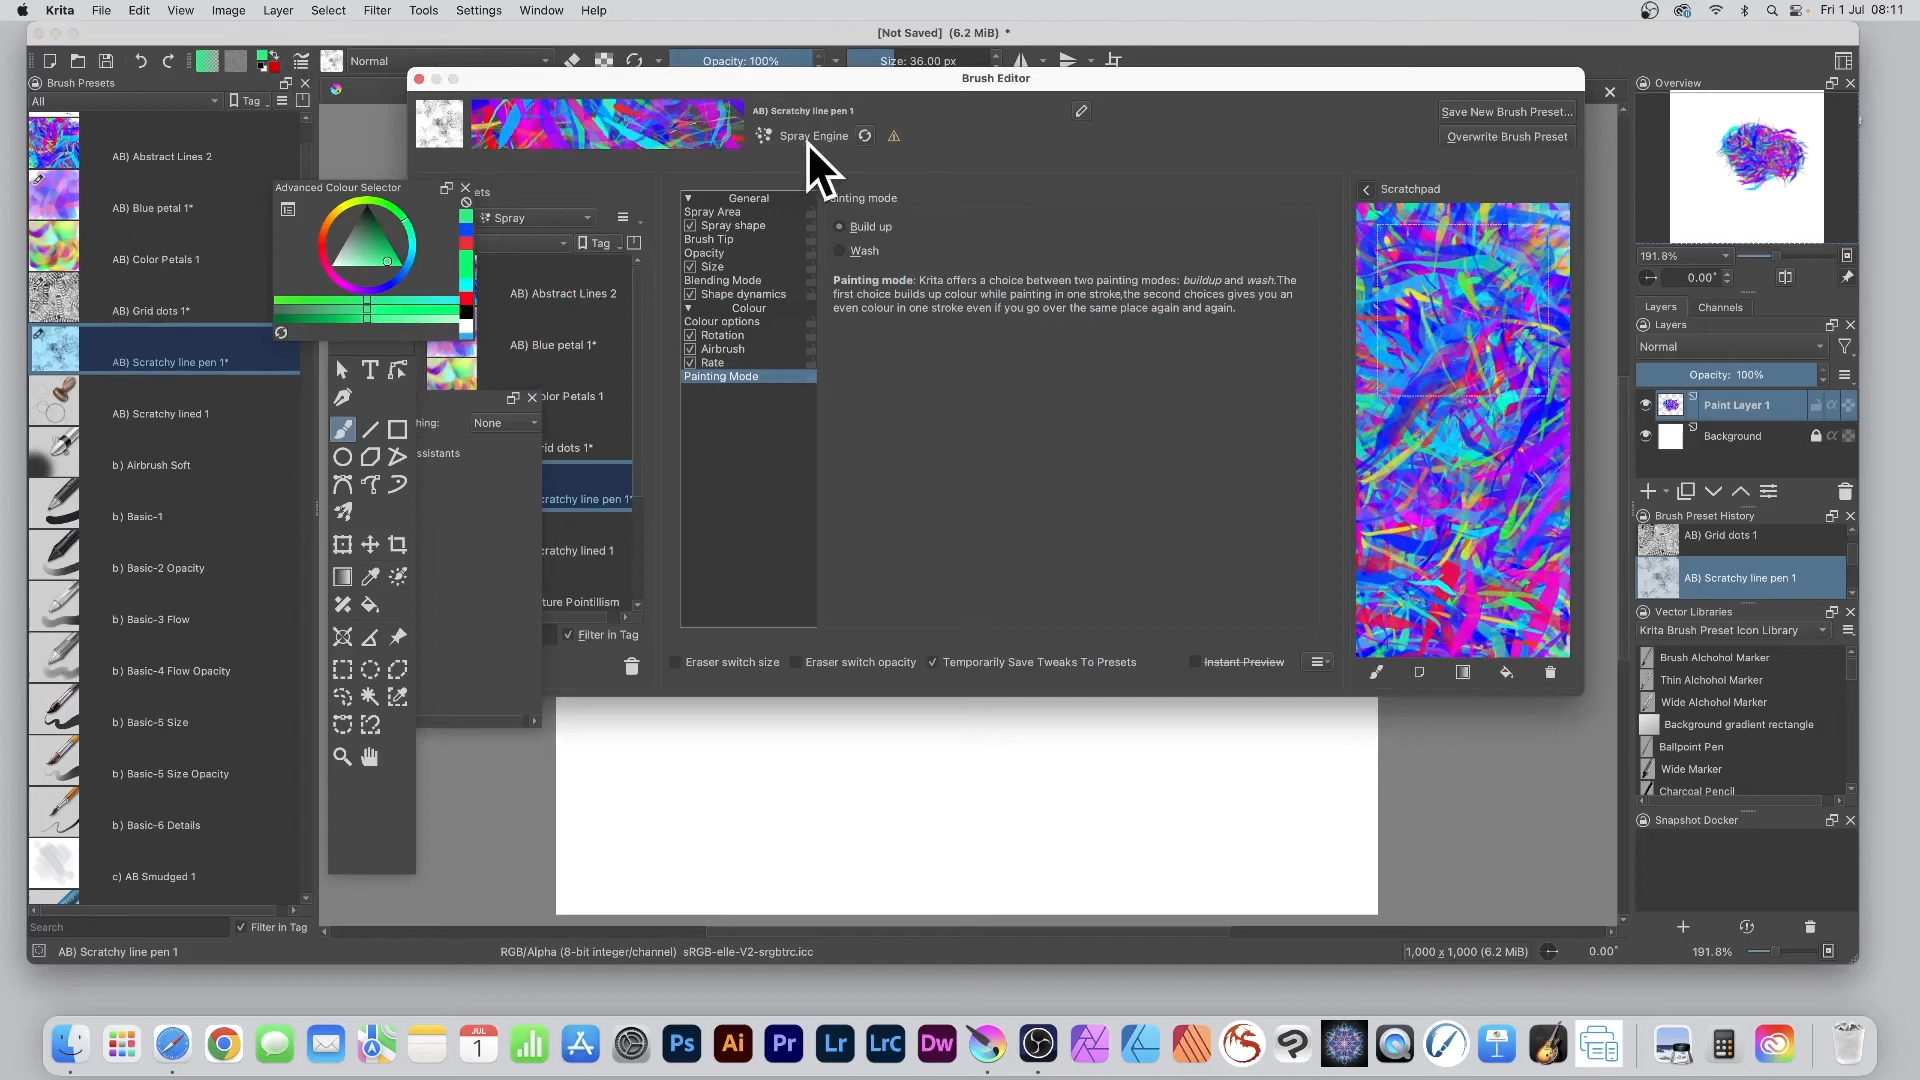 Krita File Edit View Image Layer Select Filter Tools Settings Window Help
Fri 1 Jul 08:11
[Not Saved] (6.2 MiB) *
Normal
Opacity: 100%
Size: 36.00 px
Brush Presets
All
Tag
AB) Abstract Lines 2
AB) Blue petal 1*
AB) Color Petals 1
AB) Grid dots 1*
AB) Scratchy line pen 1*
AB) Scratchy lined 1
b) Airbrush Soft
b) Basic-1
b) Basic-2 Opacity
b) Basic-3 Flow
b) Basic-4 Flow Opacity
b) Basic-5 Size
b) Basic-5 Size Opacity
b) Basic-6 Details
c) AB Smudged 1
Search
Filter in Tag
AB) Scratchy line pen 1
RGB/Alpha (8-bit integer/channel) sRGB-elle-V2-srgbtrc.icc
1,000 x 1,000 (6.2 MiB)
0.00°
191.8%
Advanced Colour Selector
hing:
None
ssistants
Brush Editor
AB) Scratchy line pen 1
Spray Engine
Save New Brush Preset...
Overwrite Brush Preset
ets
Spray
Tag
AB) Abstract Lines 2
AB) Blue petal 1*
olor Petals 1
rid dots 1*
cratchy line pen 1*
cratchy lined 1
ture Pointillism
Filter in Tag
General
Spray Area
Spray shape
Brush Tip
Opacity
Size
Blending Mode
Shape dynamics
Colour
Colour options
Rotation
Airbrush
Rate
Painting Mode
inting mode
Build up
Wash
Painting mode: Krita offers a choice between two painting modes: buildup and wash.The
first choice builds up colour while painting in one stroke,the second choices gives you an
even colour in one stroke even if you go over the same place again and again.
Eraser switch size
Eraser switch opacity
Temporarily Save Tweaks To Presets
Instant Preview
Scratchpad
Overview
191.8%
0.00°
Layers
Channels
Layers
Normal
Opacity: 100%
Paint Layer 1
Background
Brush Preset History
AB) Grid dots 1
AB) Scratchy line pen 1
Vector Libraries
Krita Brush Preset Icon Library
Brush Alchohol Marker
Thin Alchohol Marker
Wide Alchohol Marker
Background gradient rectangle
Ballpoint Pen
Wide Marker
Charcoal Pencil
Snapshot Docker
JUL
1
Ps
Ai
Pr
Lr
LrC
Dw